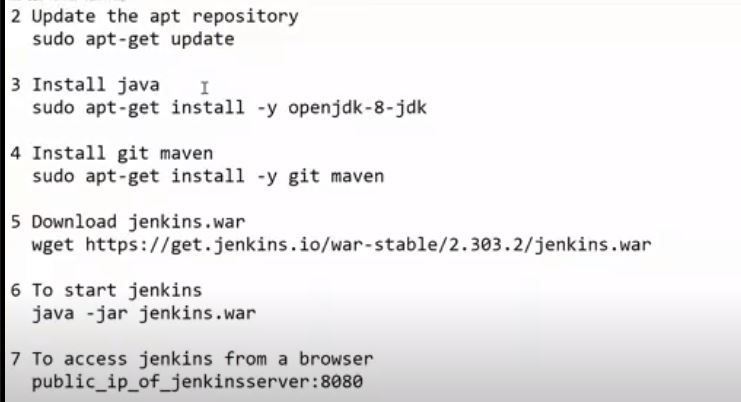 2 Update the apt repository
sudo apt-get update
3 Install java
sudo apt-get install -y openjdk-8-jdk
4 Install git maven
sudo apt-get install -y git maven
5 Download jenkins.war
wget https://get.jenkins.io/war-stable/2.303.2/jenkins.war
6 To start jenkins
java -jar jenkins.war
7 To access jenkins from a browser
public_ip_of_jenkinsserver:8080